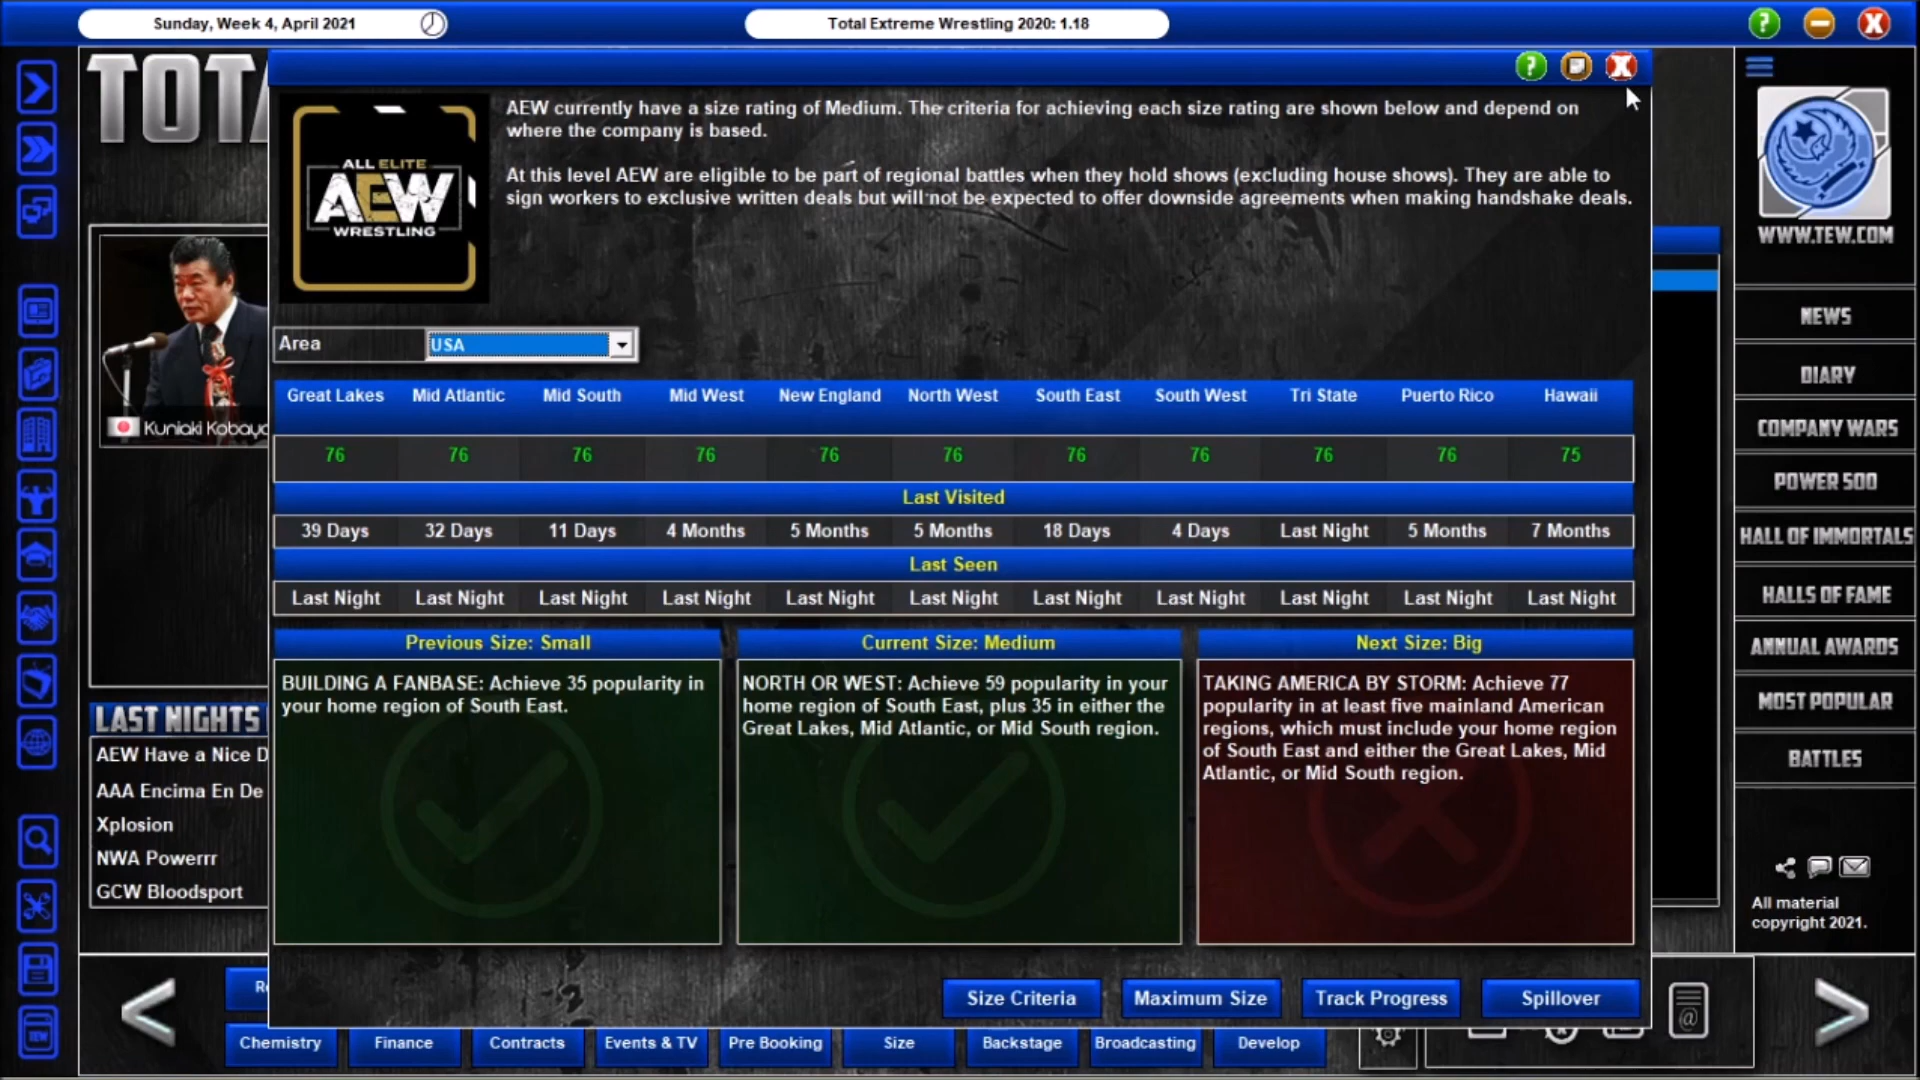 Sunday, Week 4, April 2021
Total Extreme Wrestling 2020: 1.18
TOT
ALL ELITE
AEW
WRESTLING
AEW currently have a size rating of Medium. The criteria for achieving each size rating are shown below and depend on
where the company is based.
At this level AEW are eligible to be part of regional battles when they hold shows (excluding house shows). They are able to
sign workers to exclusive written deals but will not be expected to offer downside agreements when making handshake deals.
WWW.TEW.COM
Area
USA
Great Lakes Mid Atlantic Mid South Mid West New England North West South East South West Tri State Puerto Rico Hawaii
76 76 76 76 76 76 76 76 76 76 75
Last Visited
39 Days 32 Days 11 Days 4 Months 5 Months 5 Months 18 Days 4 Days Last Night 5 Months 7 Months
Last Seen
Last Night Last Night Last Night Last Night Last Night Last Night Last Night Last Night Last Night Last Night Last Night
Previous Size: Small
BUILDING A FANBASE: Achieve 35 popularity in
your home region of South East.
Current Size: Medium
NORTH OR WEST: Achieve 59 popularity in your
home region of South East, plus 35 in either the
Great Lakes, Mid Atlantic, or Mid South region.
Next Size: Big
TAKING AMERICA BY STORM: Achieve 77
popularity in at least five mainland American
regions, which must include your home region
of South East and either the Great Lakes, Mid
Atlantic, or Mid South region.
Size Criteria
Maximum Size
Track Progress
Spillover
Kuniaki Kobaya
LAST NIGHTS
AEW Have a Nice D
AAA Encima En De
Xplosion
NWA Powerrr
GCW Bloodsport
NEWS
DIARY
COMPANY WARS
POWER 500
HALL OF IMMORTALS
HALLS OF FAME
ANNUAL AWARDS
MOST POPULAR
BATTLES
All material
copyright 2021.
Chemistry
Finance
Contracts
Events & TV
Pre Booking
Size
Backstage
Broadcasting
Develop
TEW